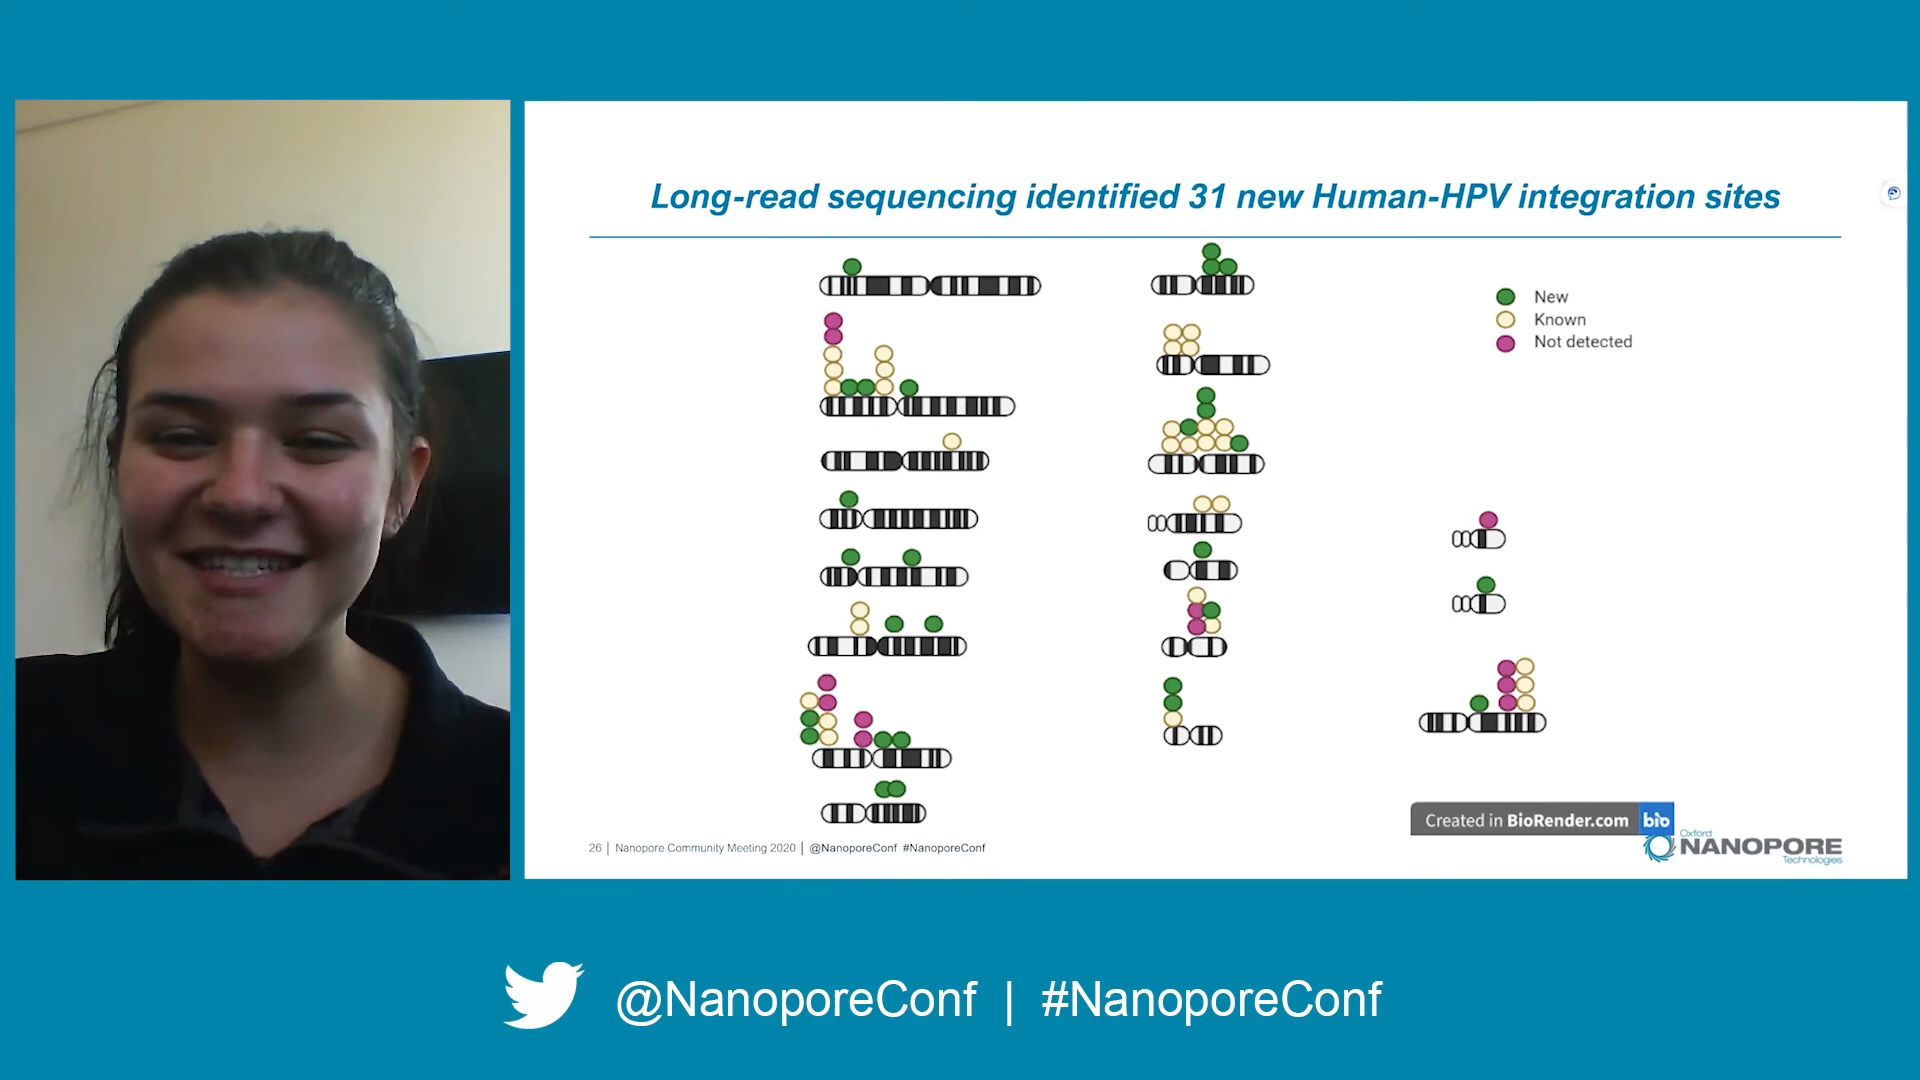 Long-read sequencing identified 31 new Human-HPV integration sites
New
Known
Not detected
Created in BioRender.com bio
26 | Nanopore Community Meeting 2020 | @NanoporeConf #NanoporeConf
Oxford
NANOPORE
Technologies
@NanoporeConf | #NanoporeConf